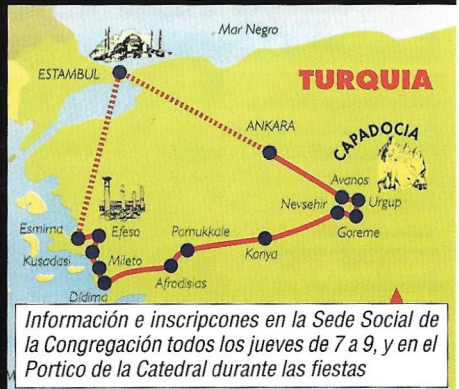 Mar Negro
ESTAMBUL
TURQUIA
ANKARA
CAPADOCIA
Avanos
Nevsehir
Urgup
Esmirna
Efeso
Pamukkale
Goreme
Konya
Kusadasi
Mileto
Afrodisias
Didima
Información e inscripcones en la Sede Social de
la Congregación todos los jueves de 7 a 9, y en el
Portico de la Catedral durante las fiestas